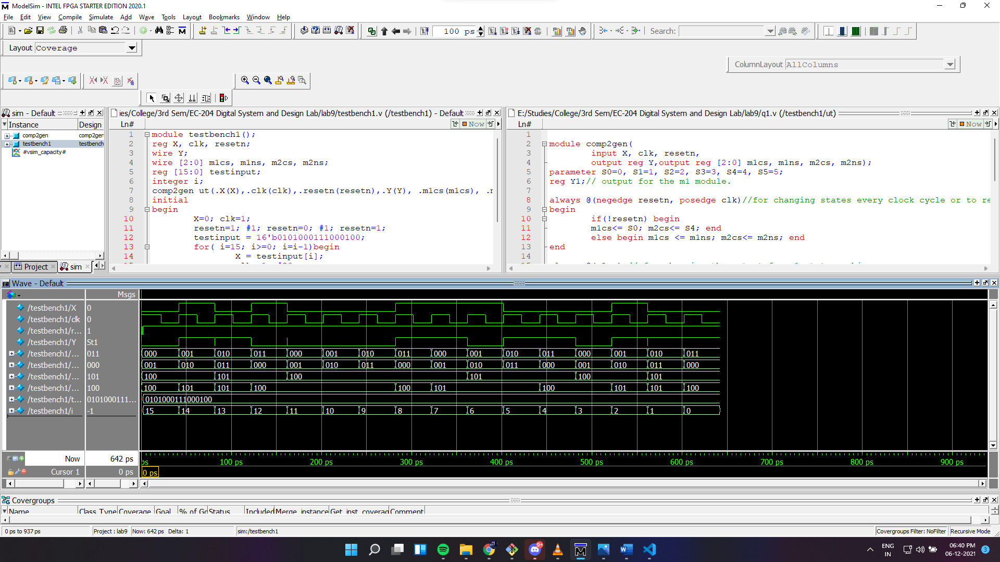 ModelSim - INTEL FPGA STARTER EDITION 2020.1
File Edit View Compile Simulate Add Wave Tools Layout Bookmarks Window Help
100 ps
Search:
Layout Coverage
ColumnLayout AllColumns
sim - Default
Instance Design
comp2gen comp2gen
testbench1 testbench
#vsim_capacity#
Project sim
ies/College/3rd Sem/EC-204 Digital System and Design Lab/lab9/testbench1.v (/testbench1) - Default
Ln# Now
1 module testbench1();
2 reg X, clk, resetn;
3 wire Y;
4 wire [2:0] m1cs, m1ns, m2cs, m2ns;
5 reg [15:0] testinput;
6 integer i;
7 comp2gen ut(.X(X),.clk(clk),.resetn(resetn),.Y(Y), .m1cs(m1cs), .
8 initial
9 begin
10 X=0; clk=1;
11 resetn=1; #1; resetn=0; #1; resetn=1;
12 testinput = 16'b0101000111000100;
13 for( i=15; i>=0; i=i-1)begin
14 X = testinput[i];
E:/Studies/College/3rd Sem/EC-204 Digital System and Design Lab/lab9/q1.v (/testbench1/ut)
Ln# Now
1
2 module comp2gen(
3 input X, clk, resetn,
4 output reg Y,output reg [2:0] m1cs, m1ns, m2cs, m2ns);
5 parameter S0=0, S1=1, S2=2, S3=3, S4=4, S5=5;
6 reg Y1;// output for the m1 module.
7
8 always @(negedge resetn, posedge clk)//for changing states every clock cycle or to re
9 begin
10 if(!resetn) begin
11 m1cs<= S0; m2cs<= S4; end
12 else begin m1cs <= m1ns; m2cs<= m2ns; end
13 end
14
Wave - Default
Msgs
/testbench1/X 0
/testbench1/clk 0
/testbench1/r... 1
/testbench1/Y St1
/testbench1/... 011 000 001 010 011 000 001 010 011 000 001 010 011 000 001 010 011
/testbench1/... 000 001 010 011 000 001 010 011 000 001 010 011 000 001 010 011 000
/testbench1/... 101 100 101 100 101 100 101
/testbench1/... 100 100 101 101 100 100 101 100 101 101 100
/testbench1/t... 0101000111... 0101000111000100
/testbench1/i -1 15 14 13 12 11 10 9 8 7 6 5 4 3 2 1 0
Now 642 ps ps 100 ps 200 ps 300 ps 400 ps 500 ps 600 ps 700 ps 800 ps 900 ps
Cursor 1 0 ps 0 ps
Covergroups
Name Class Type Coverage Goal % of Go Status Included Merge_instance Get_inst_coverag Comment
0 ps to 937 ps Project : lab9 Now: 642 ps Delta: 1 sim:/testbench1 Covergroups Filter: NoFilter Recursive Mode
9+
ENG
IN
06:40 PM
06-12-2021
3